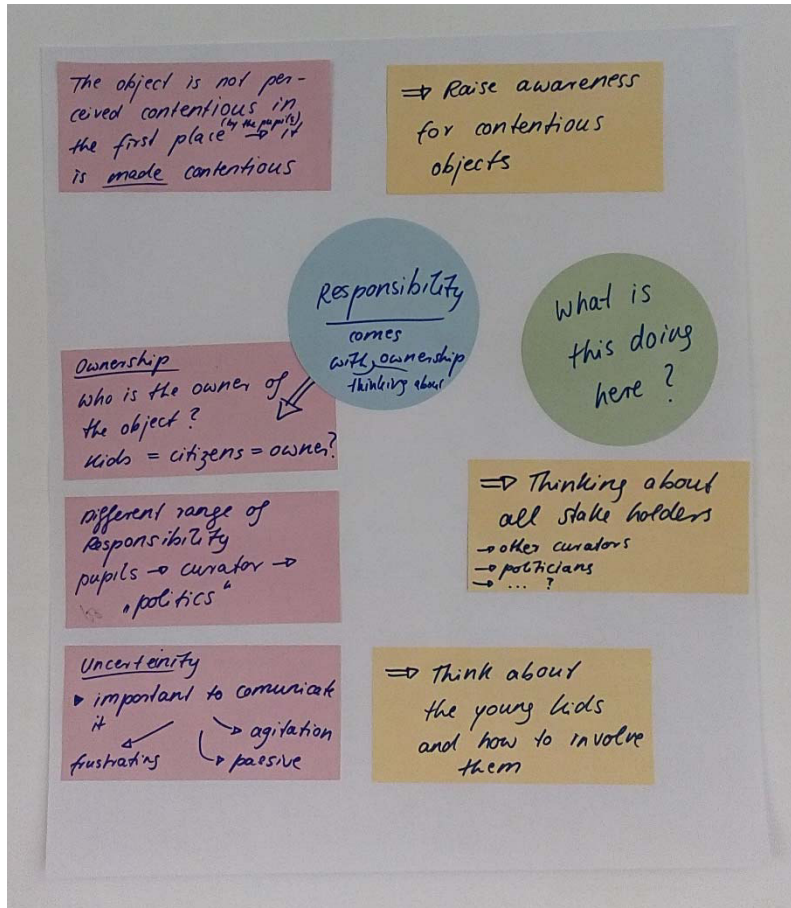 The object is not per-
ceived contentious in
the first place (by the pupils) → it
is made contentious
⇒ Raise awareness
for contentious
objects
Responsibility
comes
with ownership
thinking about
What is
this doing
here ?
Ownership
who is the owner of
the object ?
Kids = citizens = owner?
Different range of
Responsibility
pupils → curator →
„politics“
⇒ Thinking about
all stake holders
→ other curators
→ politicians
→ ... ?
Uncerteinity
▸ important to comunicate
it
frustrating
↳ agitation
↳ passive
⇒ Think about
the young kids
and how to involve
them